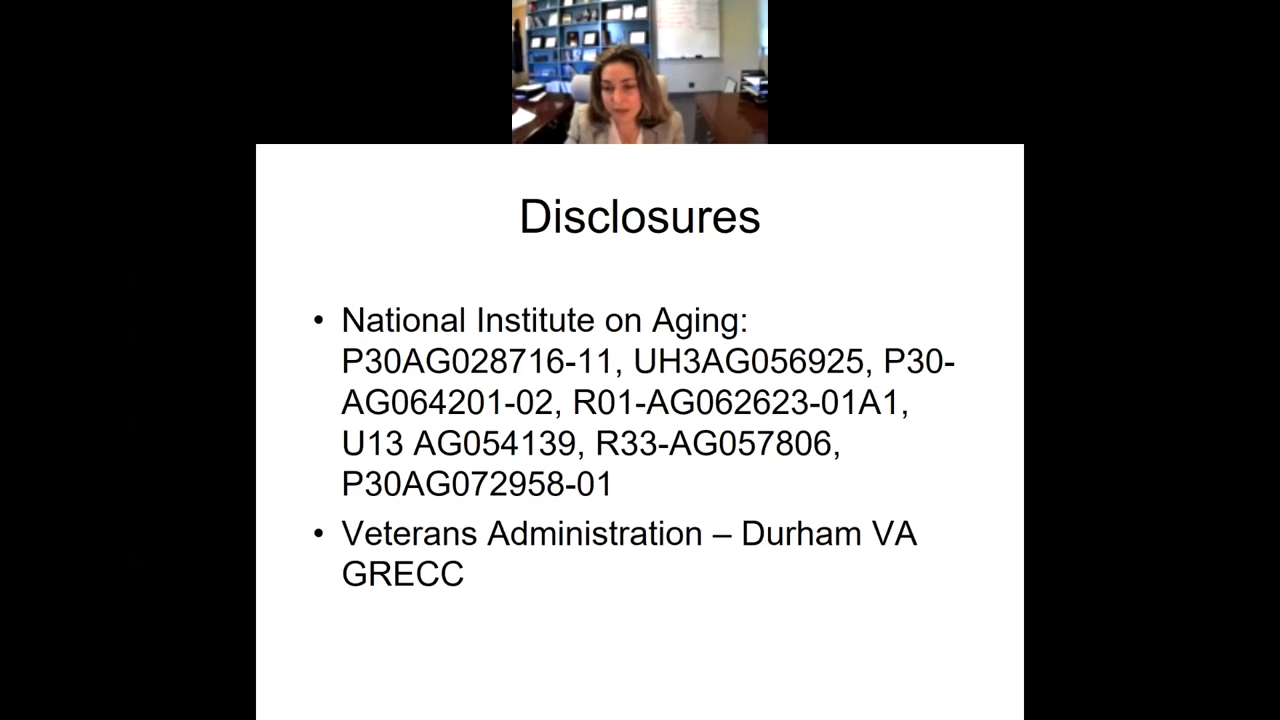 Disclosures
• National Institute on Aging:
P30AG028716-11, UH3AG056925, P30-
AG064201-02, R01-AG062623-01A1,
U13 AG054139, R33-AG057806,
P30AG072958-01
• Veterans Administration – Durham VA
GRECC